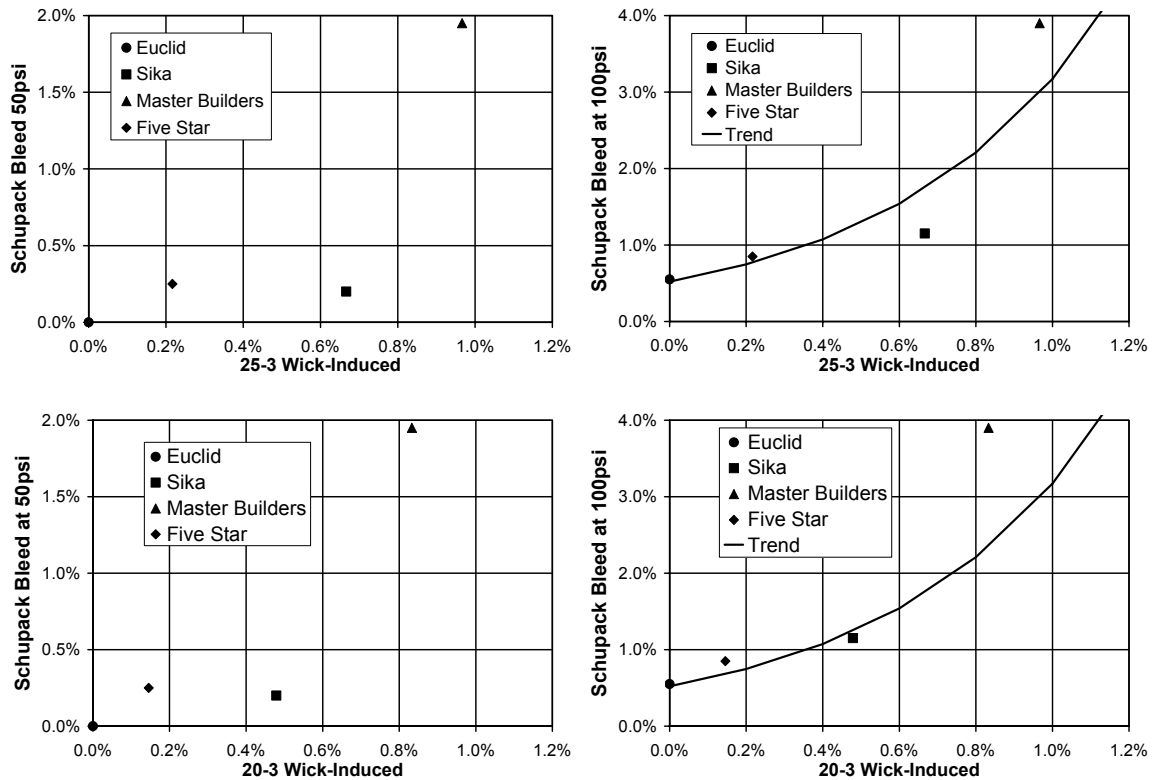 Schupack Bleed 50psi
2.0%
1.5%
1.0%
0.5%
0.0%
Euclid
Sika
Master Builders
Five Star
0.0% 0.2% 0.4% 0.6% 0.8% 1.0% 1.2%
25-3 Wick-Induced
Schupack Bleed at 100psi
4.0%
3.0%
2.0%
1.0%
0.0%
Euclid
Sika
Master Builders
Five Star
Trend
0.0% 0.2% 0.4% 0.6% 0.8% 1.0% 1.2%
25-3 Wick-Induced
Schupack Bleed at 50psi
2.0%
1.5%
1.0%
0.5%
0.0%
Euclid
Sika
Master Builders
Five Star
0.0% 0.2% 0.4% 0.6% 0.8% 1.0% 1.2%
20-3 Wick-Induced
Schupack Bleed at 100psi
4.0%
3.0%
2.0%
1.0%
0.0%
Euclid
Sika
Master Builders
Five Star
Trend
0.0% 0.2% 0.4% 0.6% 0.8% 1.0% 1.2%
20-3 Wick-Induced